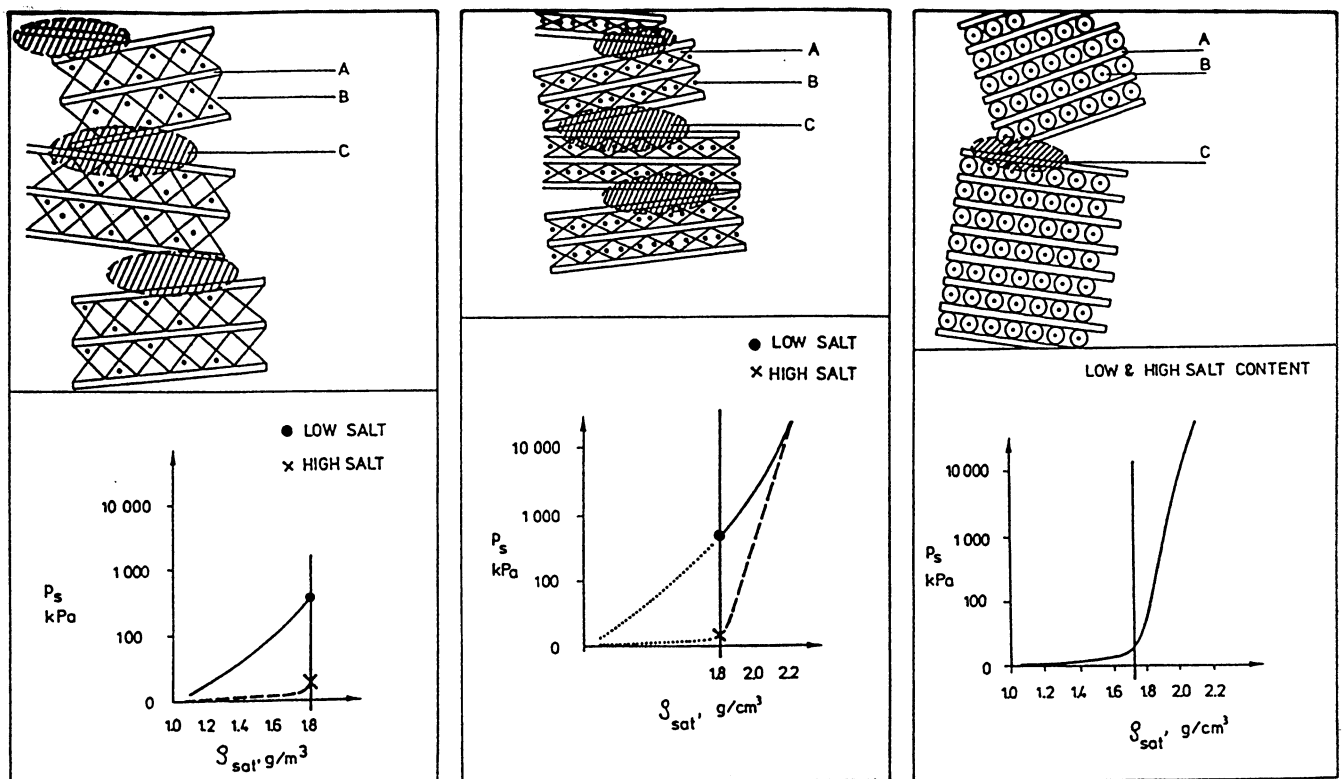 A
B
C
● LOW SALT
× HIGH SALT
10 000
1 000
100
0
Ps
kPa
1.0 1.2 1.4 1.6 1.8
ρsat, g/m³
A
B
C
● LOW SALT
× HIGH SALT
10 000
1 000
100
0
Ps
kPa
1.8 2.0 2.2
ρsat, g/cm³
A
B
C
LOW & HIGH SALT CONTENT
10 000
1 000
100
0
Ps
kPa
1.0 1.2 1.4 1.6 1.8 2.0 2.2
ρsat, g/cm³